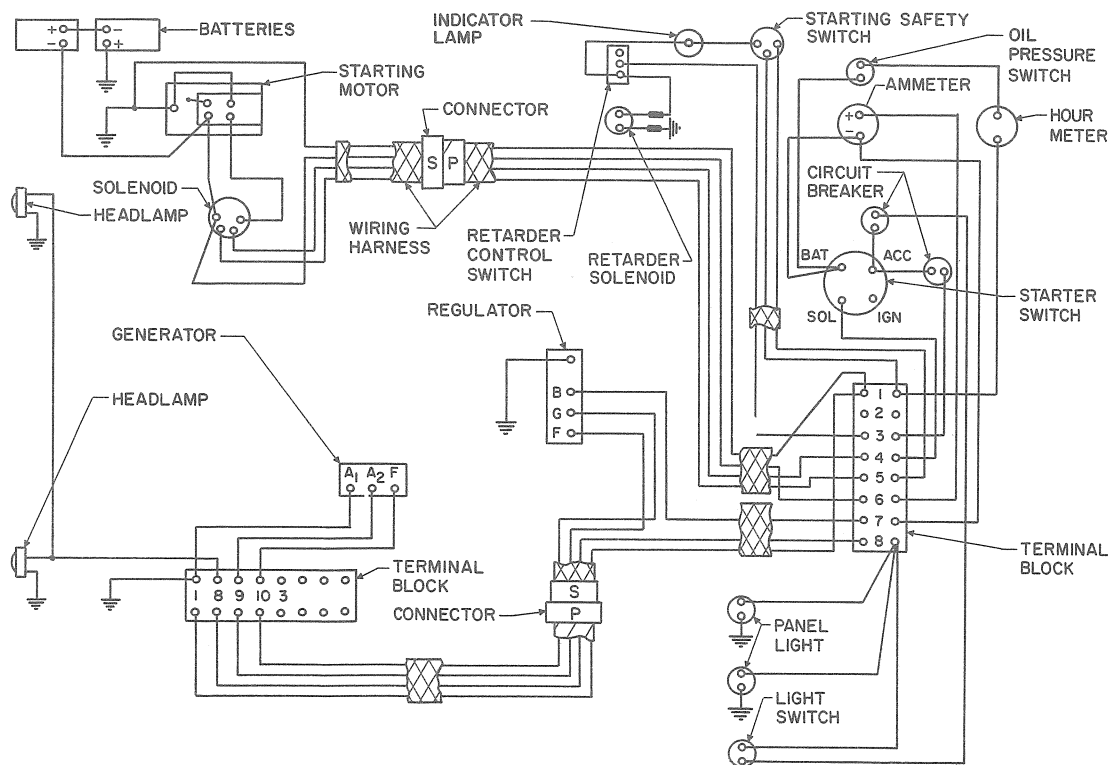 + -
- +
BATTERIES
INDICATOR
LAMP
STARTING SAFETY
SWITCH
OIL
PRESSURE
SWITCH
STARTING
MOTOR
AMMETER
CONNECTOR
+
-
HOUR
METER
S P
CIRCUIT
BREAKER
SOLENOID
HEADLAMP
WIRING
HARNESS
RETARDER
CONTROL
SWITCH
RETARDER
SOLENOID
BAT
ACC
STARTER
SWITCH
SOL
IGN
REGULATOR
GENERATOR
B
G
F
HEADLAMP
1
2
3
4
5
6
7
8
A1 A2 F
TERMINAL
BLOCK
TERMINAL
BLOCK
1 8 9 10 3
S
P
CONNECTOR
PANEL
LIGHT
LIGHT
SWITCH